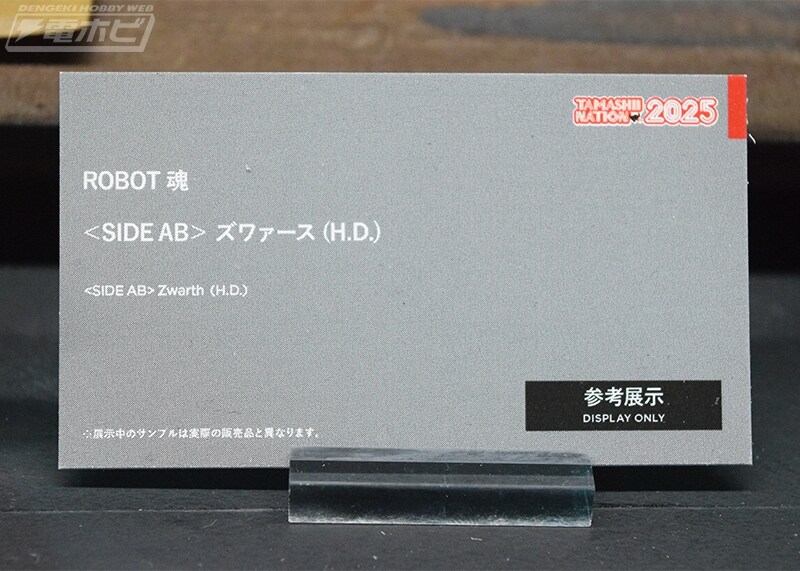 DENGEKI HOBBY WEB
電ホビ
TAMASHII
NATION 2025
ROBOT 魂
<SIDE AB> ズワァース (H.D.)
<SIDE AB> Zwarth (H.D.)
参考展示
DISPLAY ONLY
※展示中のサンプルは実際の販売品と異なります。